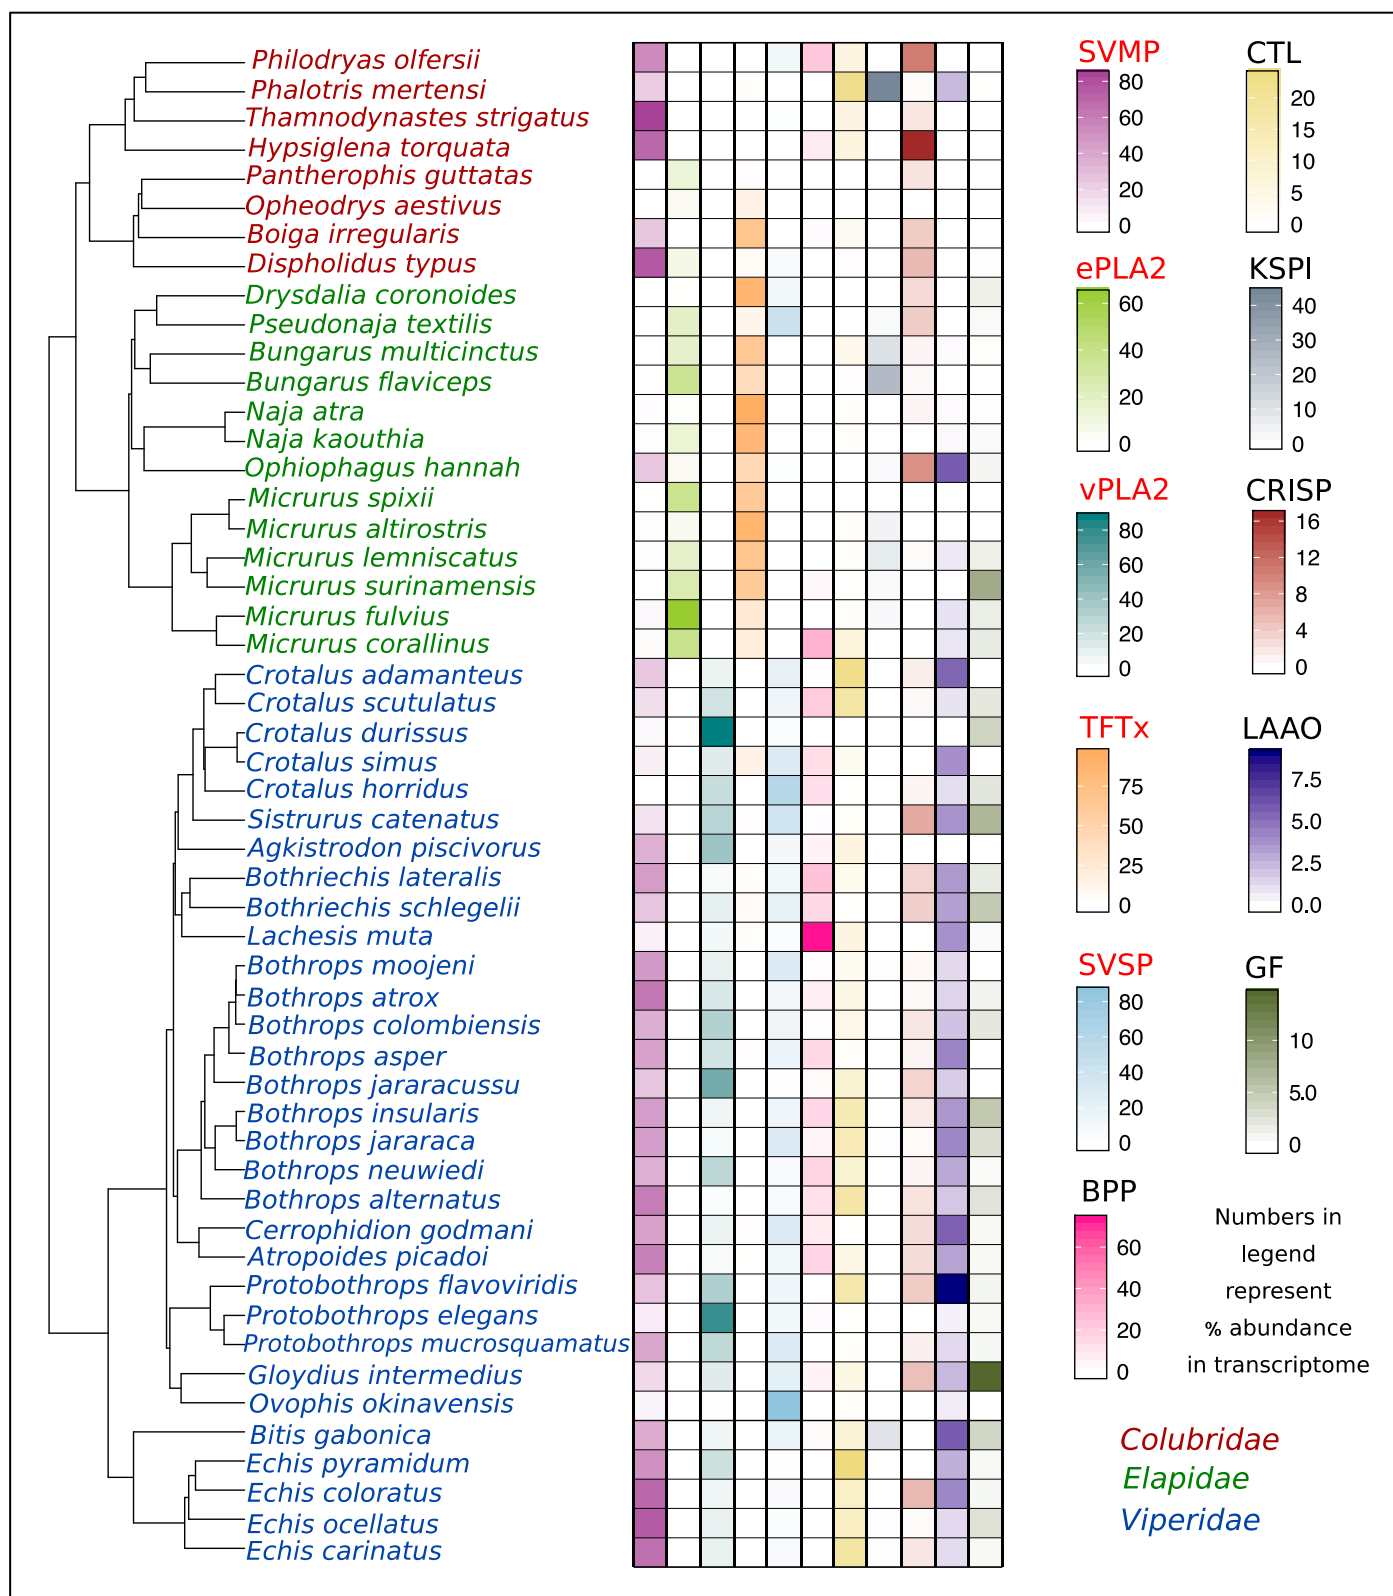 Philodryas olfersii
Phalotris mertensi
Thamnodynastes strigatus
Hypsiglena torquata
Pantherophis guttatas
Opheodrys aestivus
Boiga irregularis
Dispholidus typus
Drysdalia coronoides
Pseudonaja textilis
Bungarus multicinctus
Bungarus flaviceps
Naja atra
Naja kaouthia
Ophiophagus hannah
Micrurus spixii
Micrurus altirostris
Micrurus lemniscatus
Micrurus surinamensis
Micrurus fulvius
Micrurus corallinus
Crotalus adamanteus
Crotalus scutulatus
Crotalus durissus
Crotalus simus
Crotalus horridus
Sistrurus catenatus
Agkistrodon piscivorus
Bothriechis lateralis
Bothriechis schlegelii
Lachesis muta
Bothrops moojeni
Bothrops atrox
Bothrops colombiensis
Bothrops asper
Bothrops jararacussu
Bothrops insularis
Bothrops jararaca
Bothrops neuwiedi
Bothrops alternatus
Cerrophidion godmani
Atropoides picadoi
Protobothrops flavoviridis
Protobothrops elegans
Protobothrops mucrosquamatus
Gloydius intermedius
Ovophis okinavensis
Bitis gabonica
Echis pyramidum
Echis coloratus
Echis ocellatus
Echis carinatus
SVMP
80
60
40
20
0
CTL
20
15
10
5
0
ePLA2
60
40
20
0
KSPI
40
30
20
10
0
vPLA2
80
60
40
20
0
CRISP
16
12
8
4
0
TFTx
75
50
25
0
LAAO
7.5
5.0
2.5
0.0
SVSP
80
60
40
20
0
GF
10
5.0
0
BPP
60
40
20
0
Numbers in
legend
represent
% abundance
in transcriptome
Colubridae
Elapidae
Viperidae